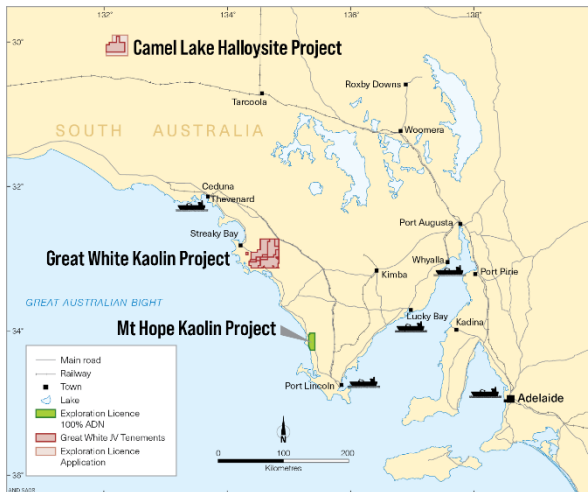 132°
134°
136°
138°
30°
Camel Lake Halloysite Project
Tarcoola
Roxby Downs
Woomera
SOUTH AUSTRALIA
32°
Ceduna
Thevenard
Streaky Bay
Great White Kaolin Project
Port Augusta
Whyalla
Port Pirie
Kimba
GREAT AUSTRALIAN BIGHT
Lucky Bay
Kadina
34°
Mt Hope Kaolin Project
Port Lincoln
Adelaide
Main road
Railway
Town
Lake
Exploration Licence
100% ADN
Great White JV Tenements
Exploration Licence
Application
N
0
100
200
Kilometres
36°